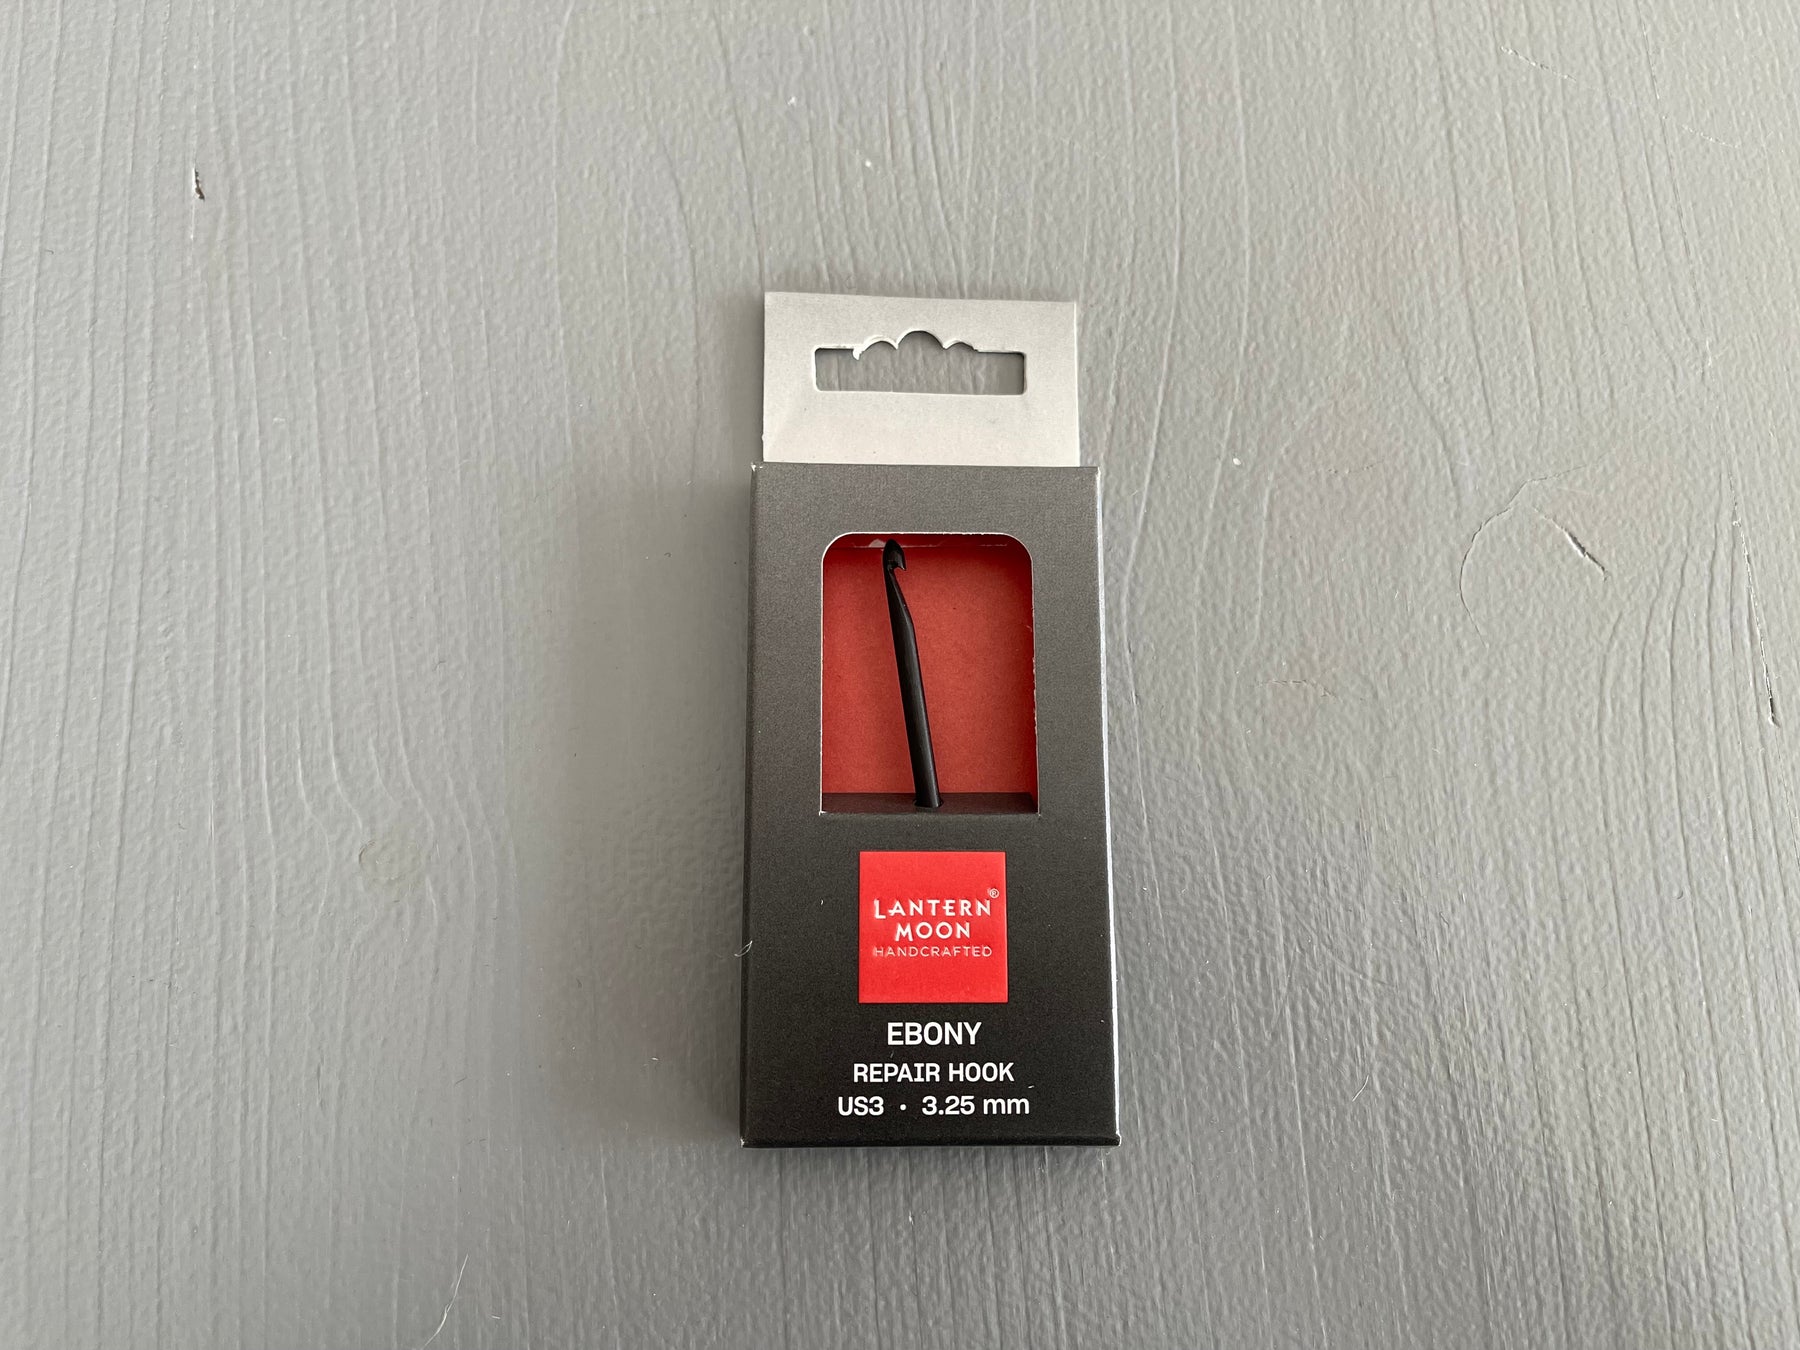 LANTERN®
MOON
HANDCRAFTED
EBONY
REPAIR HOOK
US3 · 3.25 mm